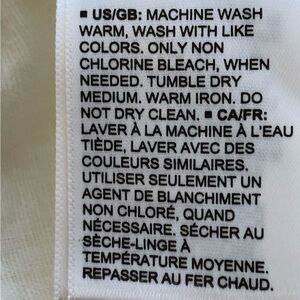 ▪ US/GB: MACHINE WASH
WARM, WASH WITH LIKE
COLORS. ONLY NON
CHLORINE BLEACH, WHEN
NEEDED. TUMBLE DRY
MEDIUM. WARM IRON. DO
NOT DRY CLEAN. ▪ CA/FR:
LAVER À LA MACHINE À L'EAU
TIÈDE, LAVER AVEC DES
COULEURS SIMILAIRES.
UTILISER SEULEMENT UN
AGENT DE BLANCHIMENT
NON CHLORÉ, QUAND
NÉCESSAIRE. SÉCHER AU
SÈCHE-LINGE À
TEMPÉRATURE MOYENNE.
REPASSER AU FER CHAUD.